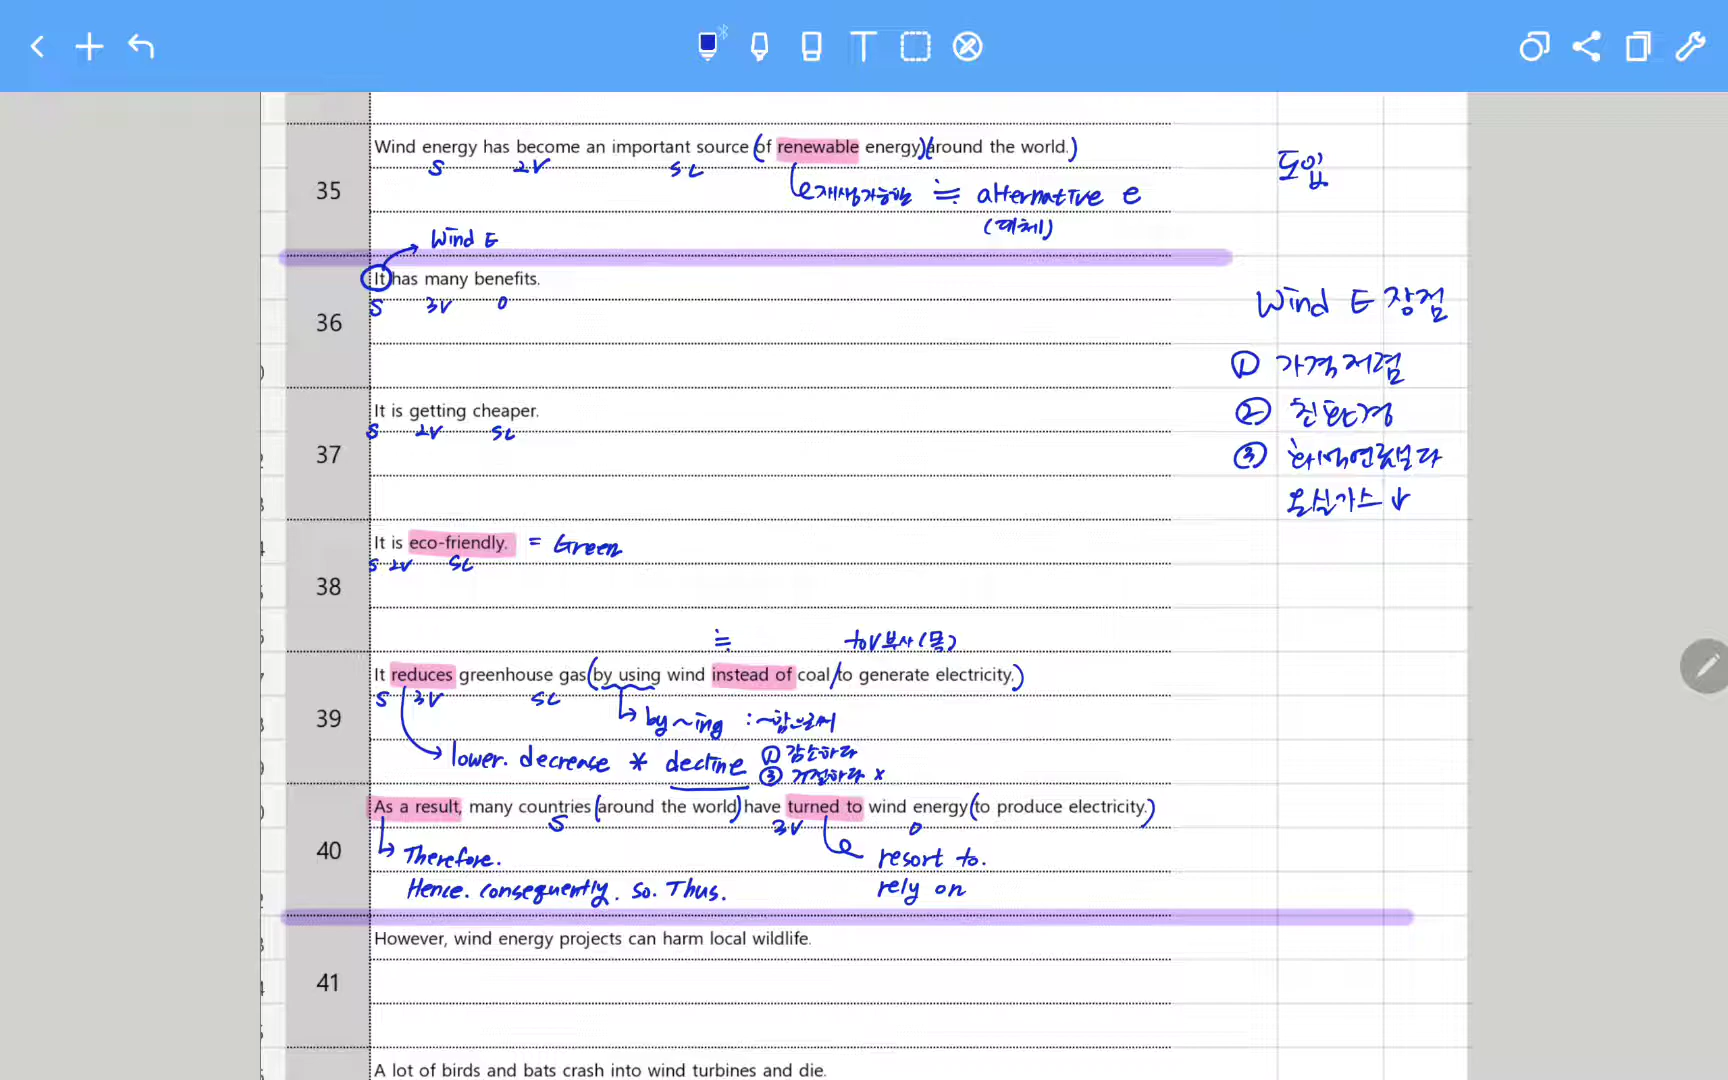 Wind energy has become an important source (of renewable energy)(around the world.)
S 2V SC
도입
35
재생가능한 ≒ alternative e
(대체)
Wind E
It has many benefits.
S 3V O
Wind E 장점
36
① 가격저렴
It is getting cheaper.
② 친환경
S 2V SC
37
③ 화석연료보다
온실가스 ↓
It is eco-friendly. = Green
S 2V SC
38
≒ toV부사(목)
It reduces greenhouse gas (by using wind instead of coal/to generate electricity.)
S 3V SC
39
by ~ing : ~함으로써
lower. decrease * decline ① 감소하다
③ 거절하다 x
As a result, many countries (around the world) have turned to wind energy (to produce electricity.)
S 3V O
40
Therefore. resort to.
Hence. consequently. so. Thus. rely on
However, wind energy projects can harm local wildlife.
41
A lot of birds and bats crash into wind turbines and die.